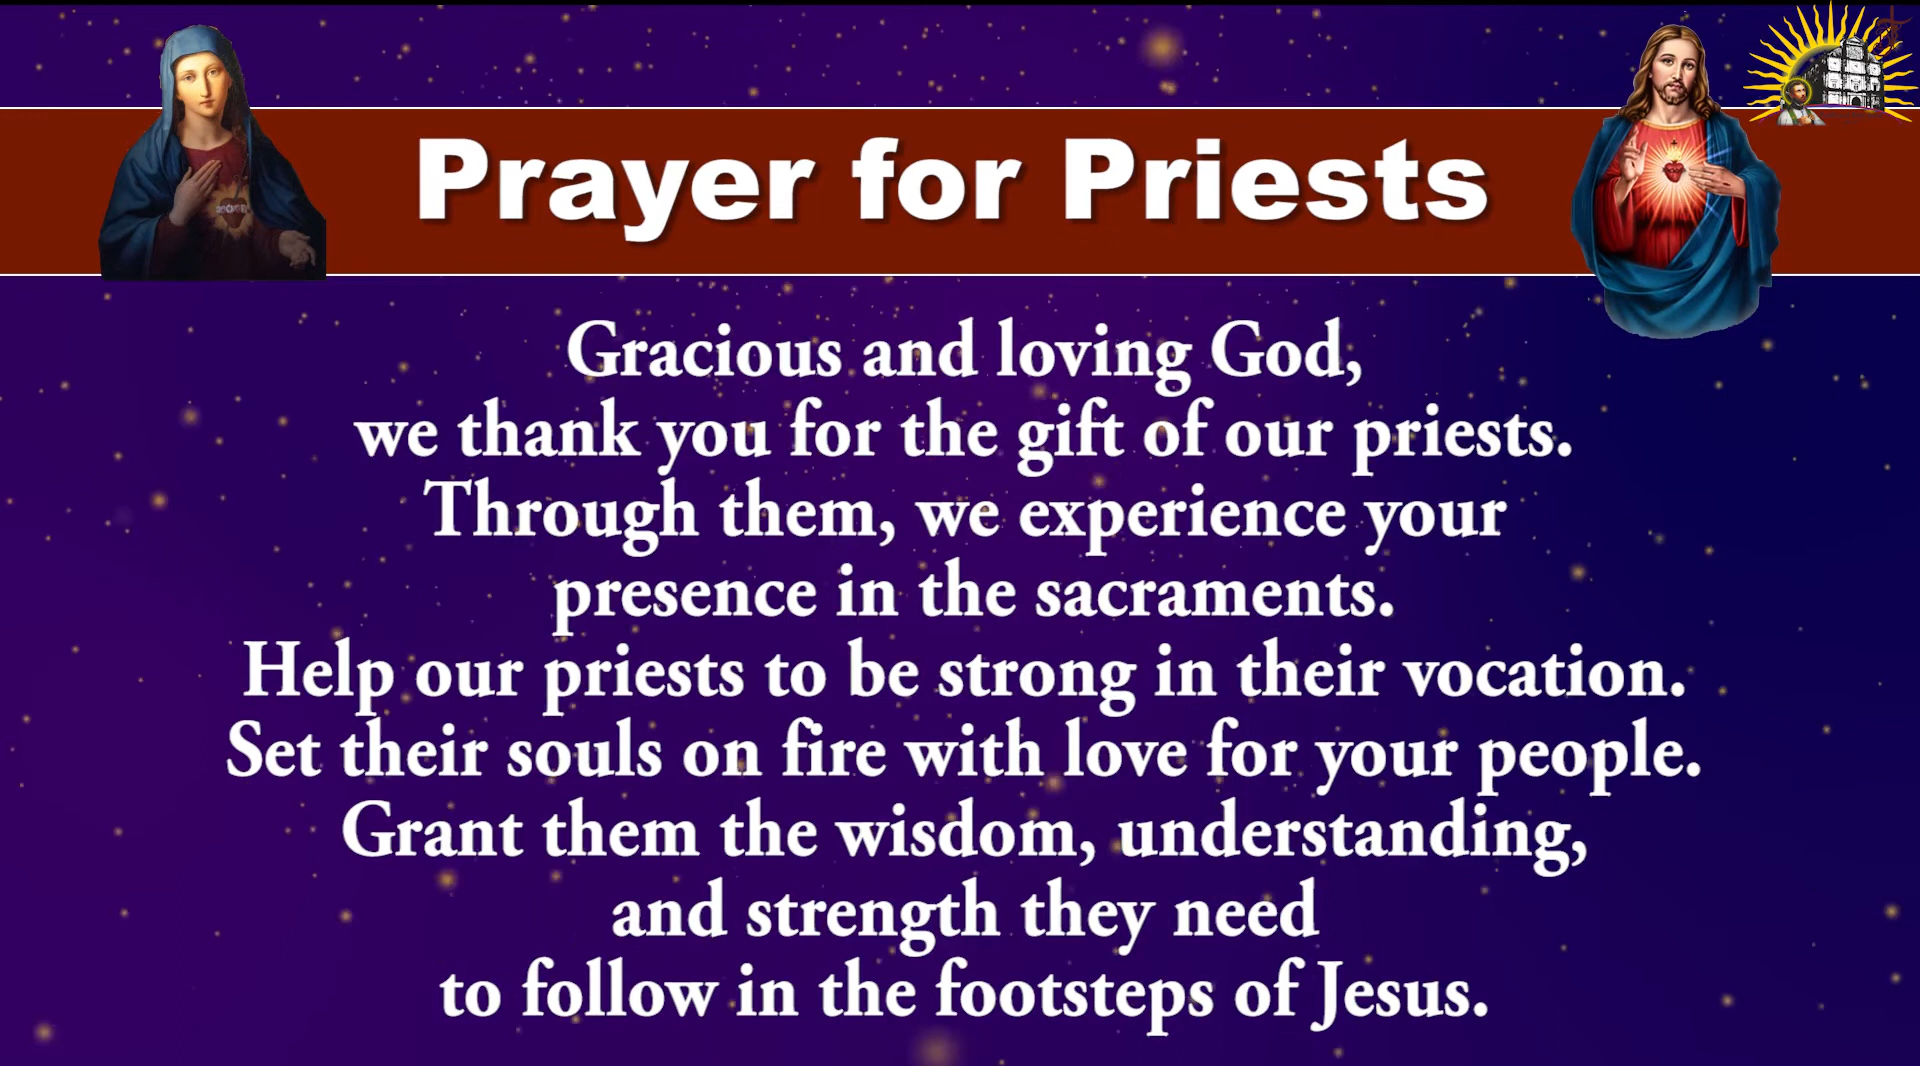 Prayer for Priests
Gracious and loving God,
we thank you for the gift of our priests.
Through them, we experience your
presence in the sacraments.
Help our priests to be strong in their vocation.
Set their souls on fire with love for your people.
Grant them the wisdom, understanding,
and strength they need
to follow in the footsteps of Jesus.